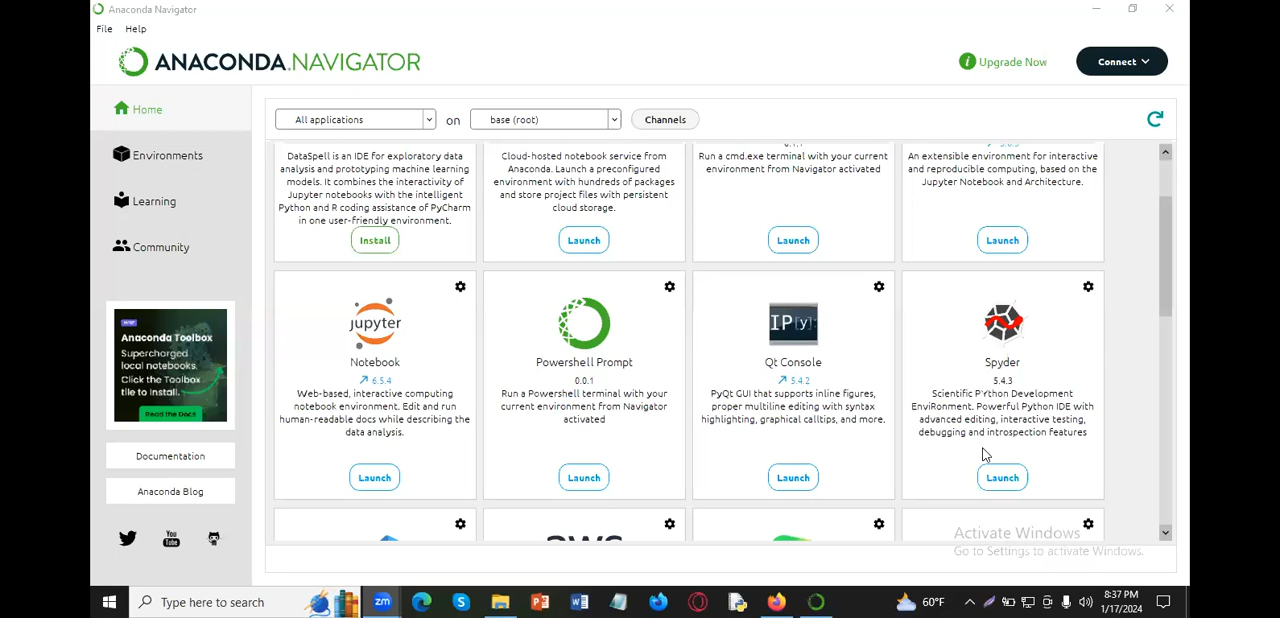 Anaconda Navigator
File Help
ANACONDA.NAVIGATOR
i Upgrade Now
Connect
Home
Environments
Learning
Community
Anaconda Toolbox
Supercharged
local notebooks.
Click the Toolbox
tile to install.
Read the Docs
Documentation
Anaconda Blog
All applications on base (root) Channels
DataSpell is an IDE for exploratory data
analysis and prototyping machine learning
models. It combines the interactivity of
Jupyter notebooks with the intelligent
Python and R coding assistance of PyCharm
in one user-friendly environment.
Install
Cloud-hosted notebook service from
Anaconda. Launch a preconfigured
environment with hundreds of packages
and store project files with persistent
cloud storage.
Launch
Run a cmd.exe terminal with your current
environment from Navigator activated
Launch
An extensible environment for interactive
and reproducible computing, based on the
Jupyter Notebook and Architecture.
Launch
jupyter
Notebook
6.5.4
Web-based, interactive computing
notebook environment. Edit and run
human-readable docs while describing the
data analysis.
Launch
Powershell Prompt
0.0.1
Run a Powershell terminal with your
current environment from Navigator
activated
Launch
IP[y]:
Qt Console
5.4.2
PyQt GUI that supports inline figures,
proper multiline editing with syntax
highlighting, graphical calltips, and more.
Launch
Spyder
5.4.3
Scientific PYthon Development
EnviRonment. Powerful Python IDE with
advanced editing, interactive testing,
debugging and introspection features
Launch
Activate Windows
Go to Settings to activate Windows.
Type here to search
zm
60°F
8:37 PM
1/17/2024